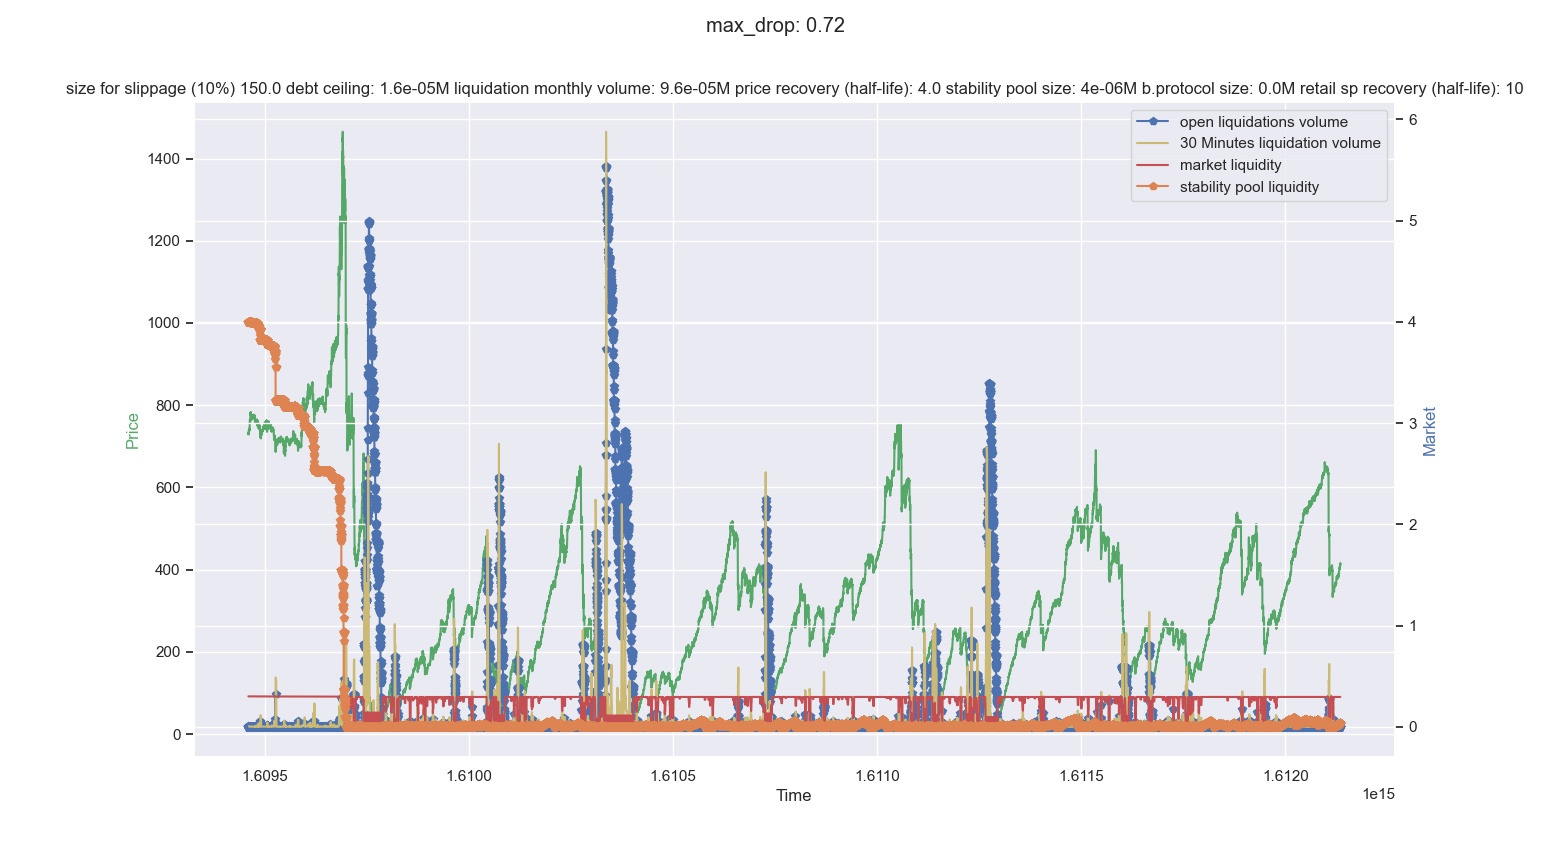 max_drop: 0.72
size for slippage (10%) 150.0 debt ceiling: 1.6e-05M liquidation monthly volume: 9.6e-05M price recovery (half-life): 4.0 stability pool size: 4e-06M b.protocol size: 0.0M retail sp recovery (half-life): 10
open liquidations volume
30 Minutes liquidation volume
market liquidity
stability pool liquidity
1400
1200
1000
800
600
400
200
0
Price
6
5
4
3
2
1
0
Market
1.6095
1.6100
1.6105
1.6110
1.6115
1.6120
1e15
Time